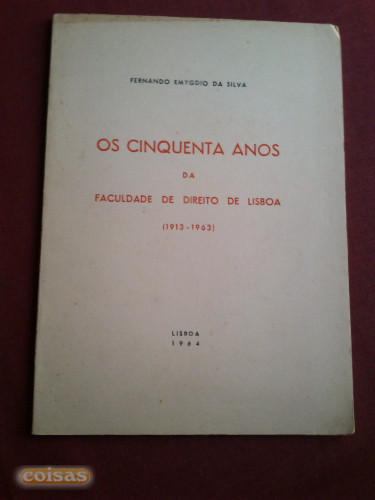 FERNANDO EMYGDIO DA SILVA
OS CINQUENTA ANOS
DA
FACULDADE DE DIREITO DE LISBOA
(1913-1963)
LISBOA
1964
coisas